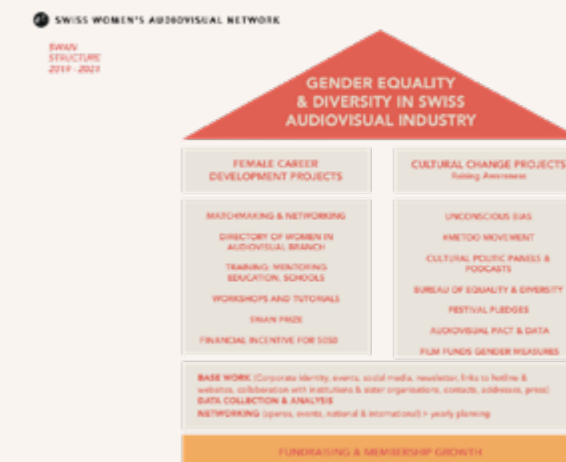 SWISS WOMEN'S AUDIOVISUAL NETWORK
SWAN
STRUCTURE
2019 - 2023
GENDER EQUALITY
& DIVERSITY IN SWISS
AUDIOVISUAL INDUSTRY
FEMALE CAREER
DEVELOPMENT PROJECTS
MATCHMAKING & NETWORKING
DIRECTORY OF WOMEN IN
AUDIOVISUAL BRANCH
TRAINING, MENTORING
EDUCATION, SCHOOLS
WORKSHOPS AND TUTORIALS
SWAN PRIZE
FINANCIAL INCENTIVE FOR 5050
CULTURAL CHANGE PROJECTS
Raising Awareness
UNCONSCIOUS BIAS
#METOO MOVEMENT
CULTURAL POLITIC PANELS &
PODCASTS
BUREAU OF EQUALITY & DIVERSITY
FESTIVAL PLEDGES
AUDIOVISUAL PACT & DATA
FILM FUNDS GENDER MEASURES
BASE WORK (Corporate identity, events, social media, newsletter, links to hotline &
websites, collaboration with institutions & sister organisations, contacts, addresses, press)
DATA COLLECTION & ANALYSIS
NETWORKING (aperos, events, national & international) + yearly planning
FUNDRAISING & MEMBERSHIP GROWTH